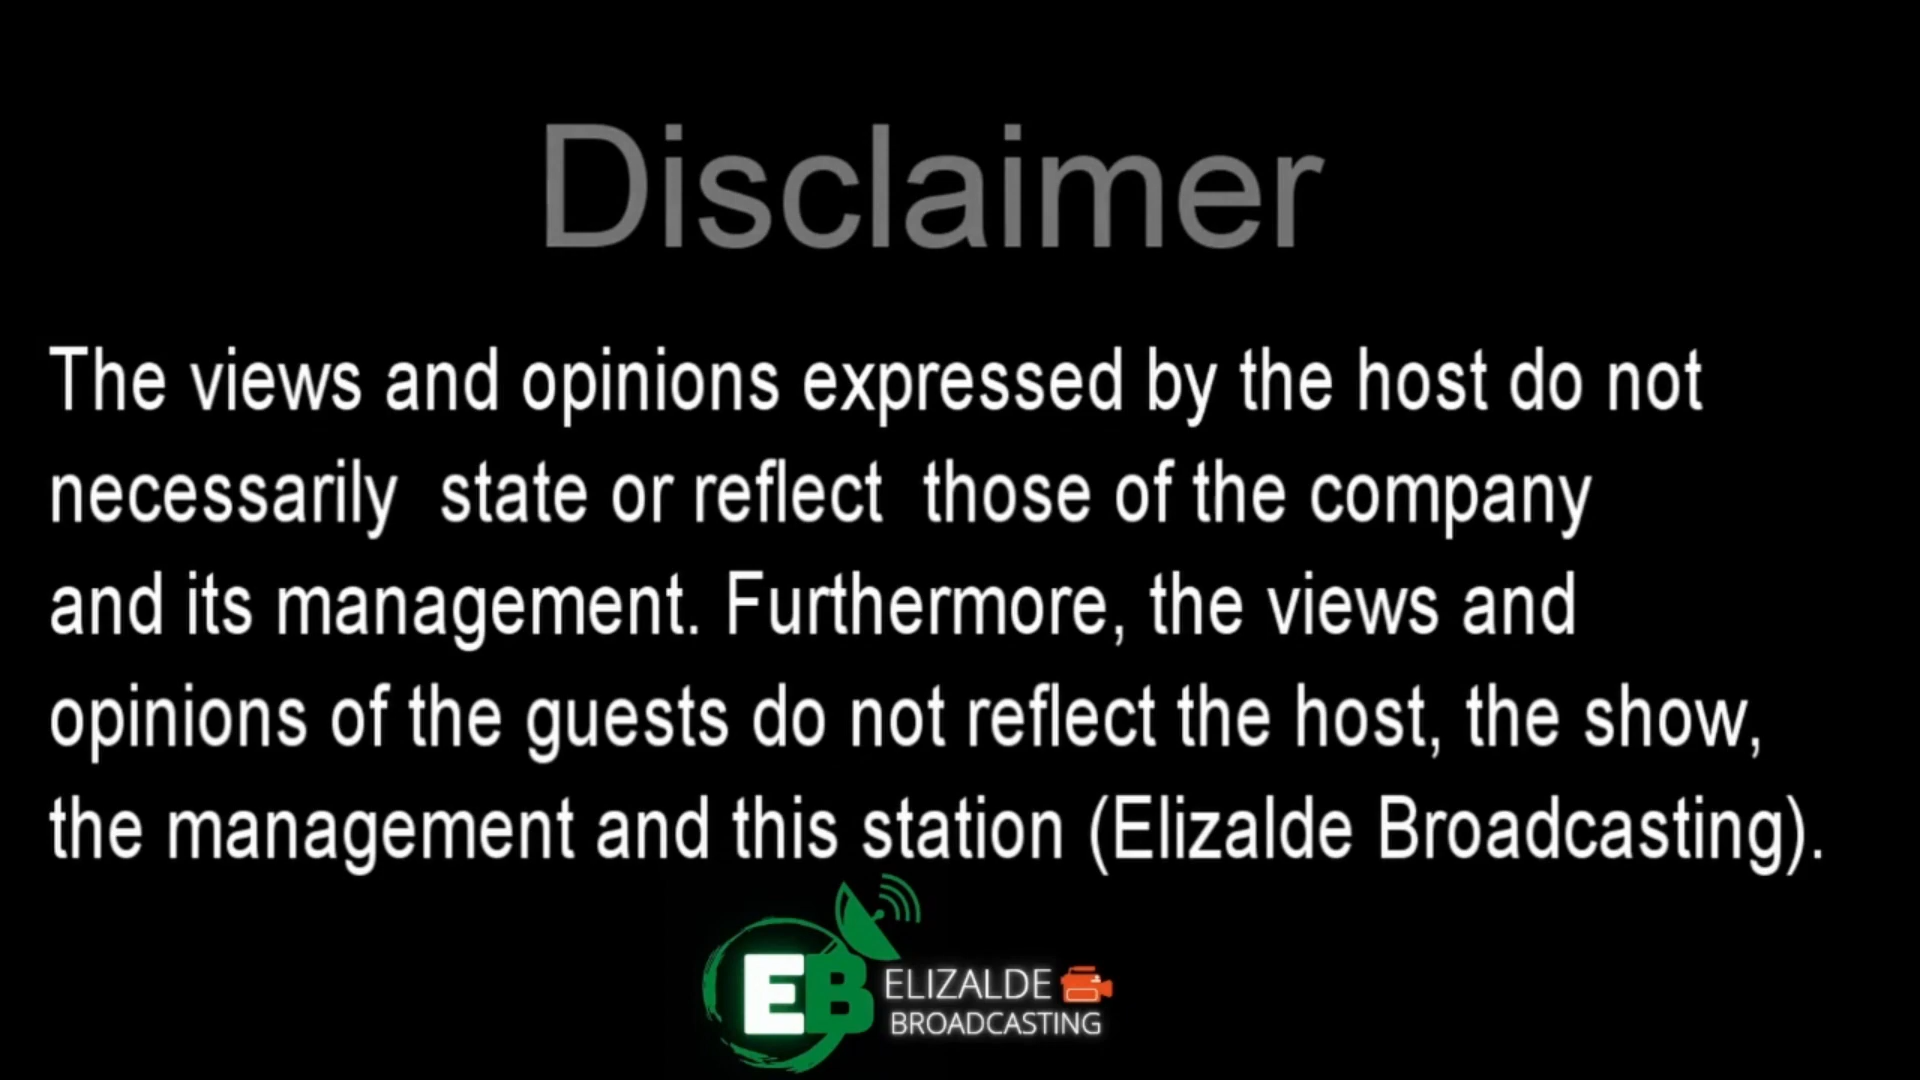 Disclaimer
The views and opinions expressed by the host do not
necessarily  state or reflect  those of the company
and its management. Furthermore, the views and
opinions of the guests do not reflect the host, the show,
the management and this station (Elizalde Broadcasting).
EB
ELIZALDE
BROADCASTING